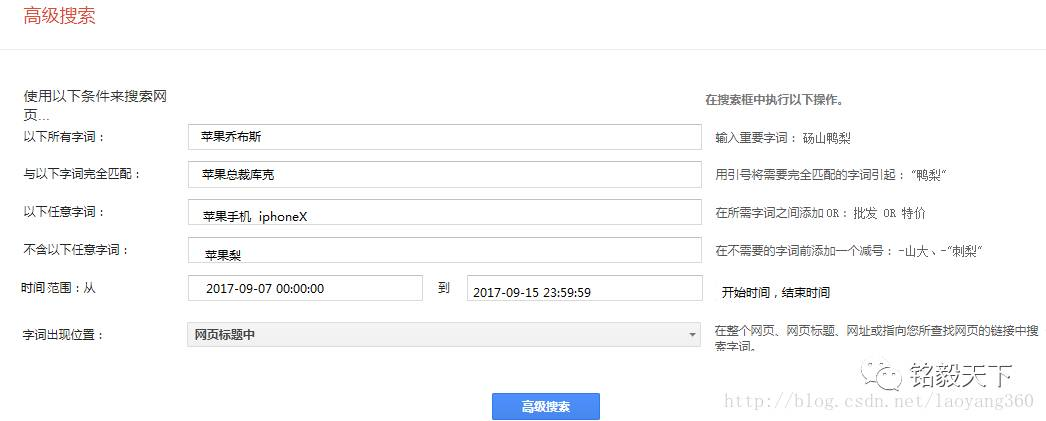 高级搜索
使用以下条件来搜索网
页...
在搜索框中执行以下操作。
以下所有字词：
苹果乔布斯
输入重要字词： 砀山鸭梨
与以下字词完全匹配：
苹果总裁库克
用引号将需要完全匹配的字词引起： “鸭梨”
以下任意字词：
苹果手机 iphoneX
在所需字词之间添加 OR： 批发 OR 特价
不含以下任意字词：
苹果梨
在不需要的字词前添加一个减号： -山大、-“刺梨”
时间 范围：从
2017-09-07 00:00:00
到
2017-09-15 23:59:59
开始时间，结束时间
字词出现位置：
网页标题中
在整个网页、网页标题、网址或指向您所查找网页的链接中搜
索字词。
高级搜索
铭毅天下
http://blog.csdn.net/laoyang360